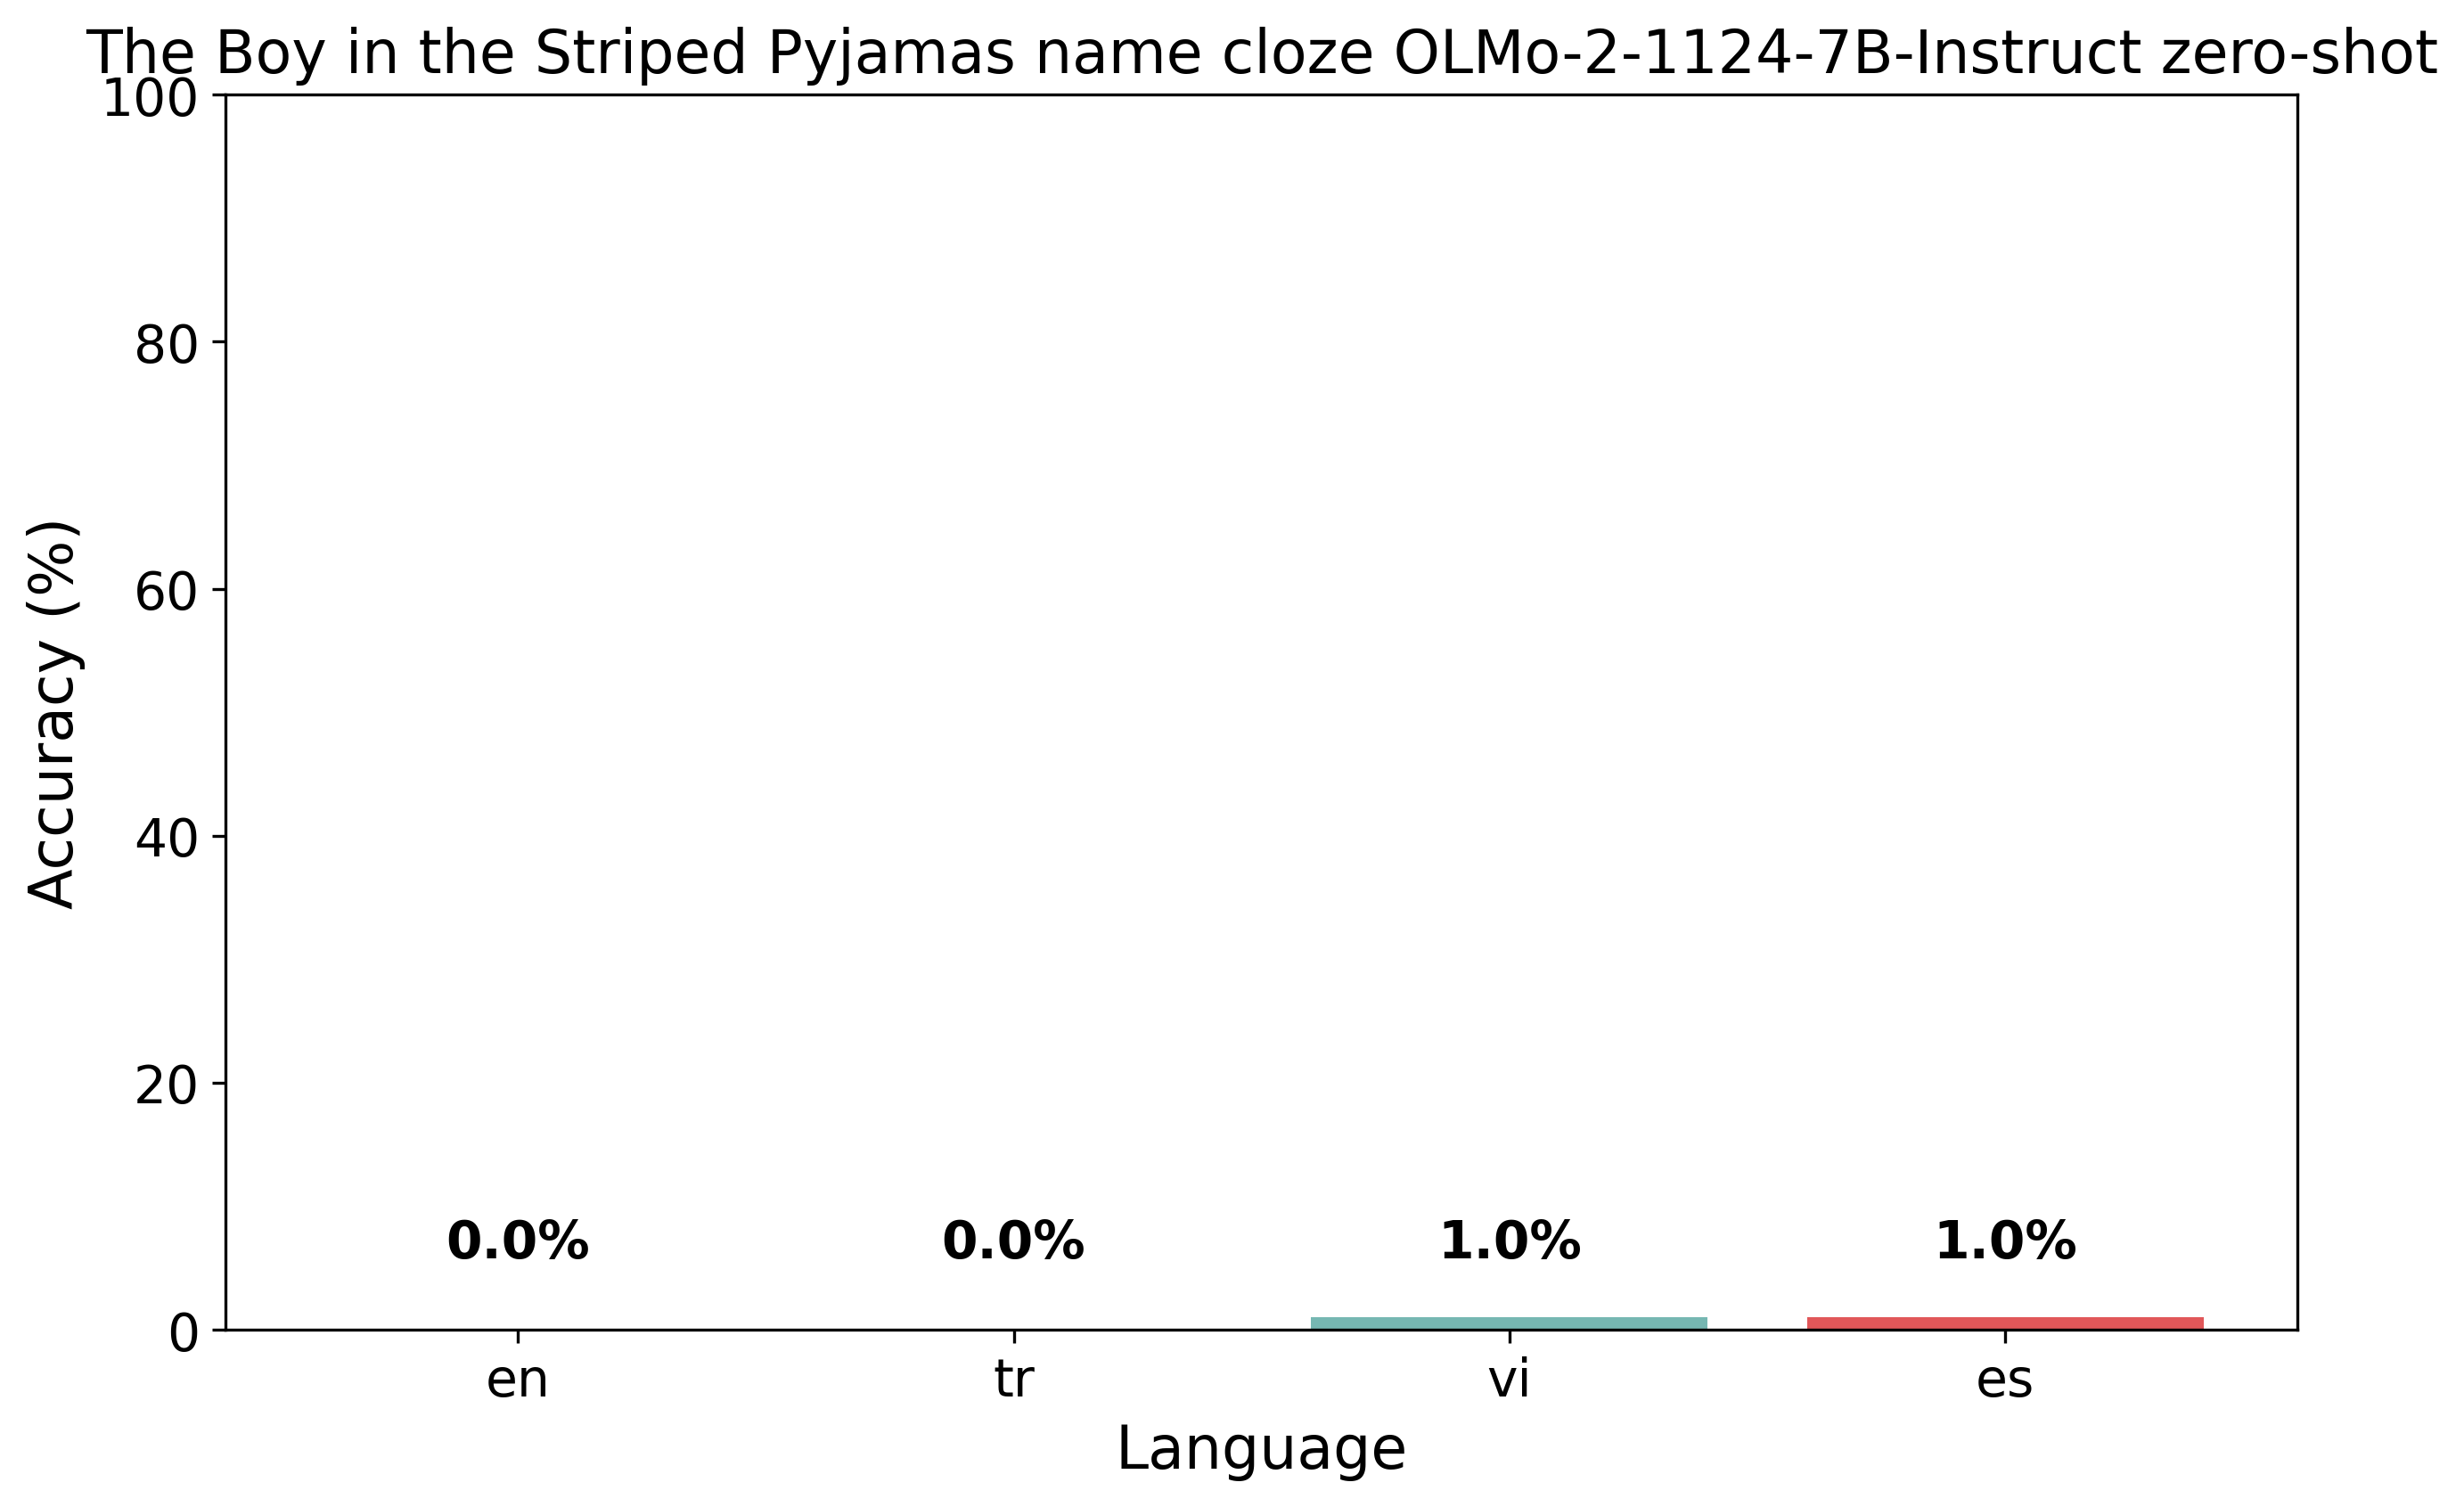 The Boy in the Striped Pyjamas name cloze OLMo-2-1124-7B-Instruct zero-shot
100
80
60
40
20
0
Accuracy (%)
0.0%
0.0%
1.0%
1.0%
en
tr
vi
es
Language